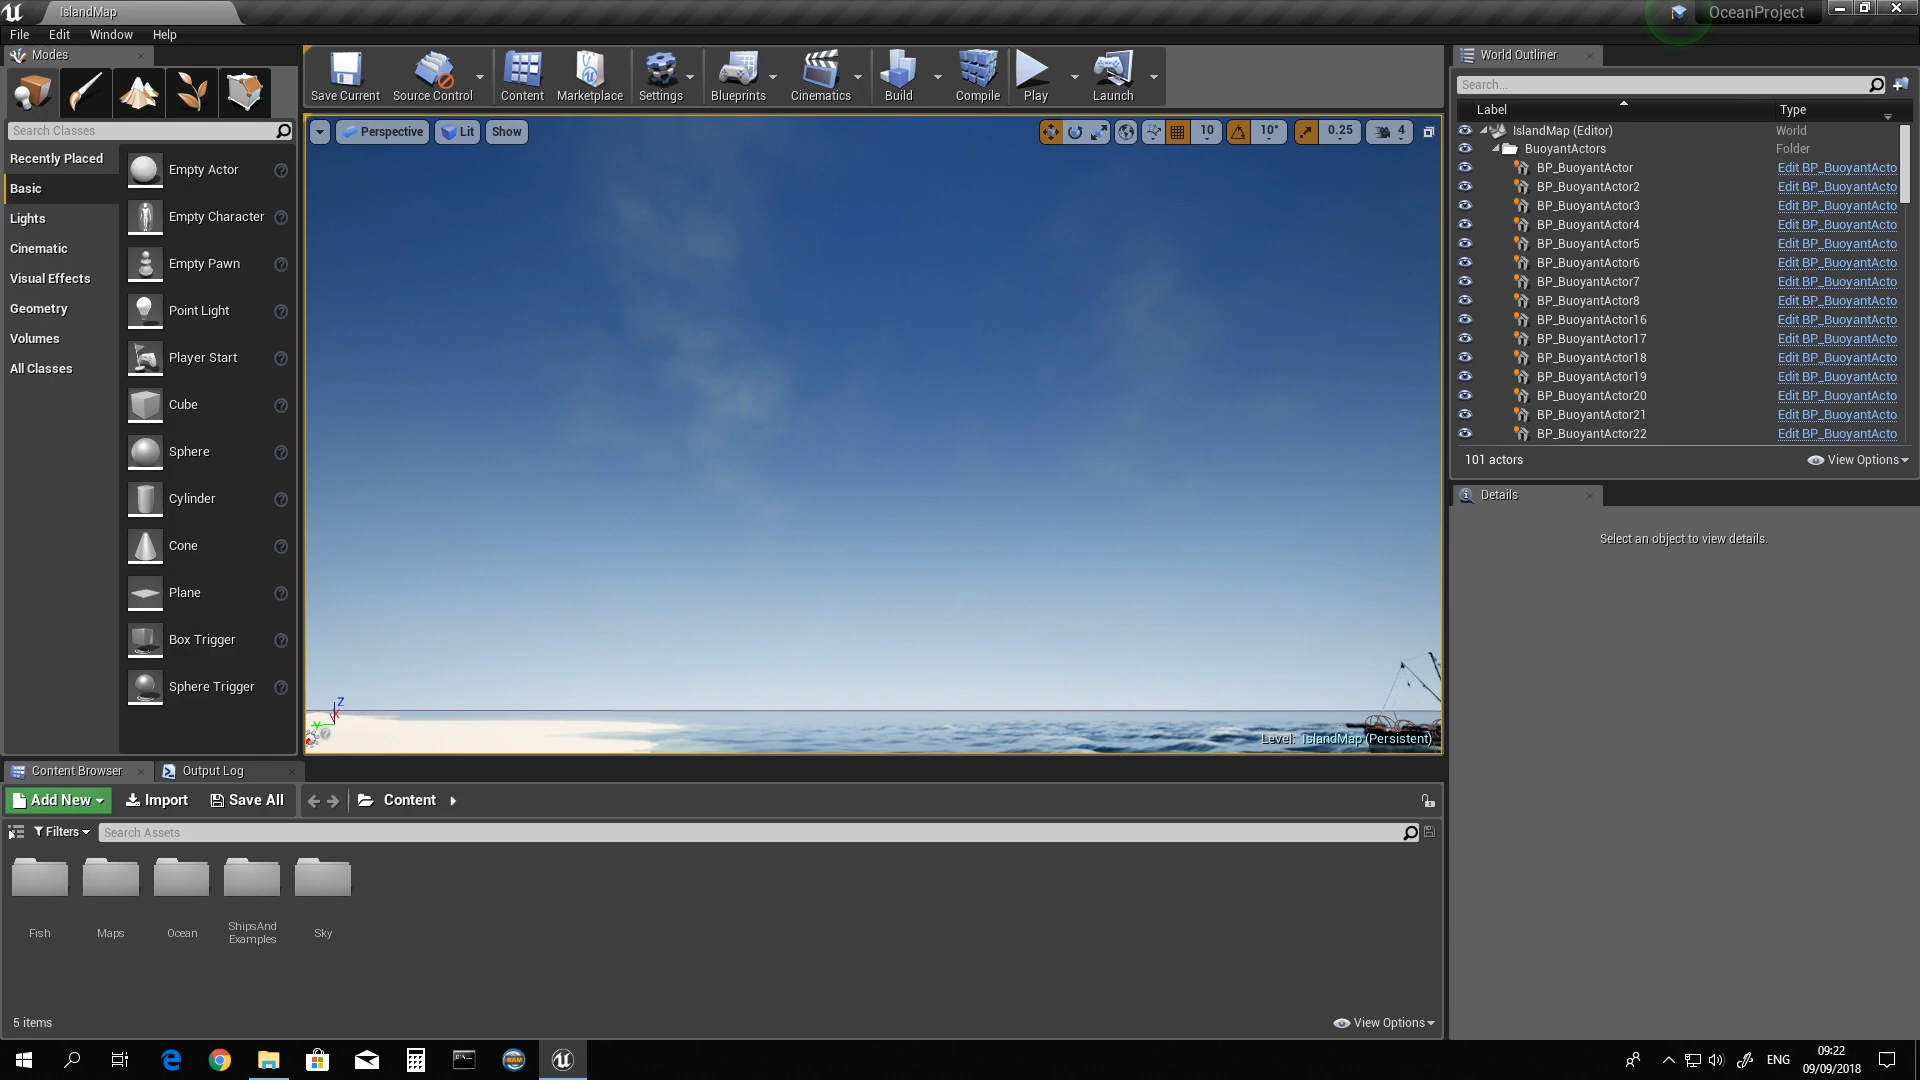 IslandMap
OceanProject
File Edit Window Help
Modes
Search Classes
Recently Placed
Basic
Lights
Cinematic
Visual Effects
Geometry
Volumes
All Classes
Empty Actor
Empty Character
Empty Pawn
Point Light
Player Start
Cube
Sphere
Cylinder
Cone
Plane
Box Trigger
Sphere Trigger
Save Current Source Control Content Marketplace Settings Blueprints Cinematics Build Compile Play Launch
Perspective Lit Show 10 10° 0.25 4
Z
X
Y
Level: IslandMap (Persistent)
World Outliner
Search...
Label Type
IslandMap (Editor) World
BuoyantActors Folder
BP_BuoyantActor Edit BP_BuoyantActo
BP_BuoyantActor2 Edit BP_BuoyantActo
BP_BuoyantActor3 Edit BP_BuoyantActo
BP_BuoyantActor4 Edit BP_BuoyantActo
BP_BuoyantActor5 Edit BP_BuoyantActo
BP_BuoyantActor6 Edit BP_BuoyantActo
BP_BuoyantActor7 Edit BP_BuoyantActo
BP_BuoyantActor8 Edit BP_BuoyantActo
BP_BuoyantActor16 Edit BP_BuoyantActo
BP_BuoyantActor17 Edit BP_BuoyantActo
BP_BuoyantActor18 Edit BP_BuoyantActo
BP_BuoyantActor19 Edit BP_BuoyantActo
BP_BuoyantActor20 Edit BP_BuoyantActo
BP_BuoyantActor21 Edit BP_BuoyantActo
BP_BuoyantActor22 Edit BP_BuoyantActo
101 actors View Options
Details
Select an object to view details.
Content Browser Output Log
Add New Import Save All Content
Filters Search Assets
Fish
Maps
Ocean
ShipsAnd
Examples
Sky
5 items View Options
ENG
09:22
09/09/2018